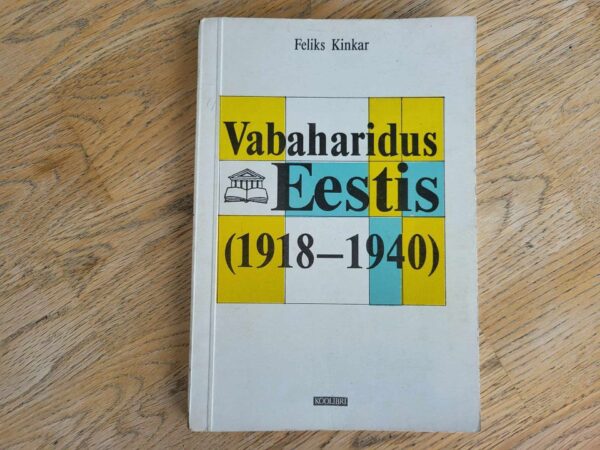 Feliks Kinkar
Vabaharidus
Eestis
(1918–1940)
KOOLIBRI